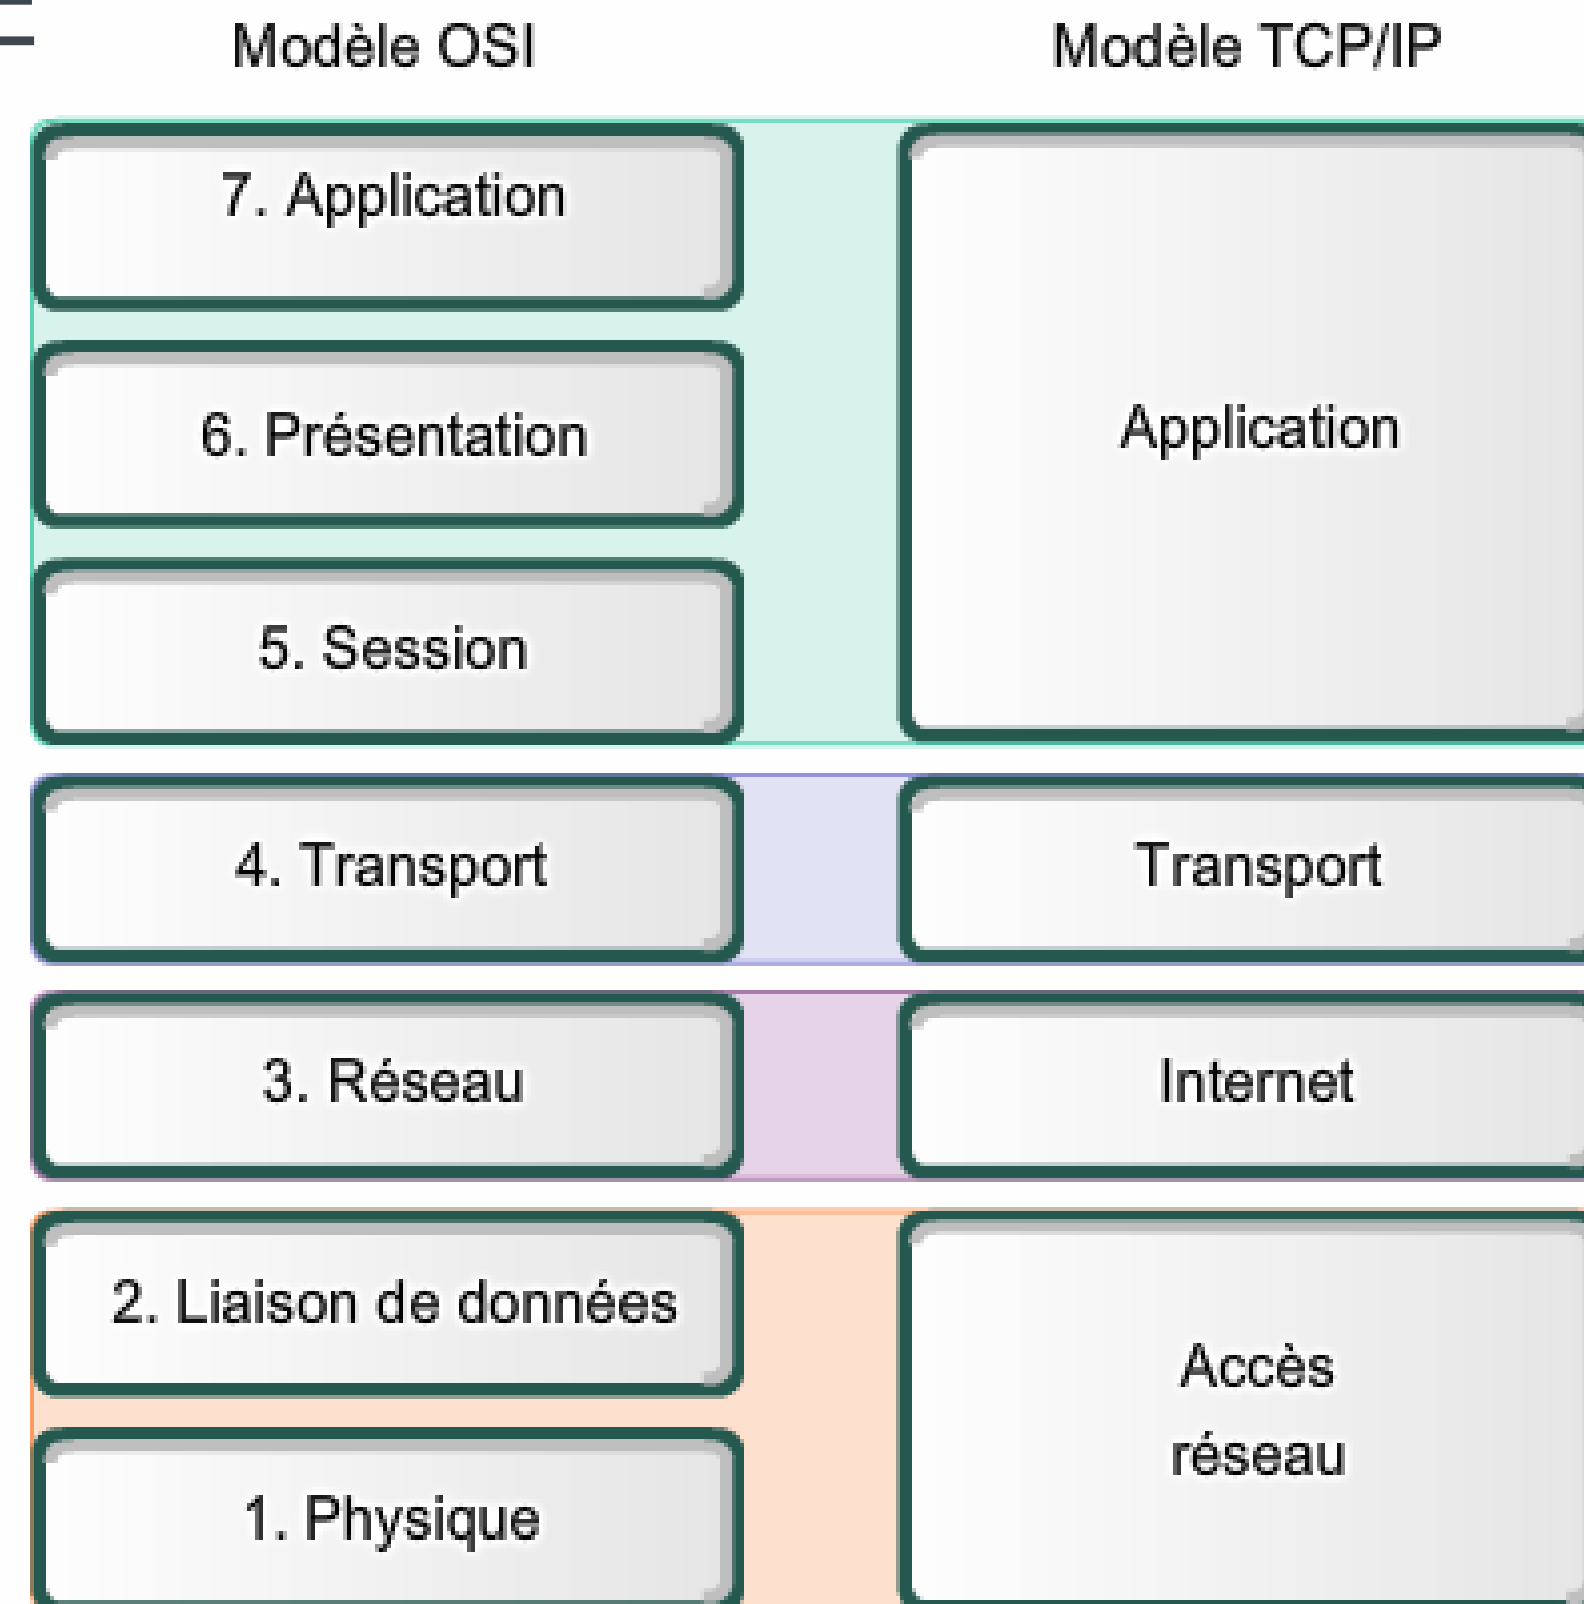 Modèle OSI
Modèle TCP/IP
7. Application
6. Présentation
5. Session
Application
4. Transport
Transport
3. Réseau
Internet
2. Liaison de données
1. Physique
Accès
réseau